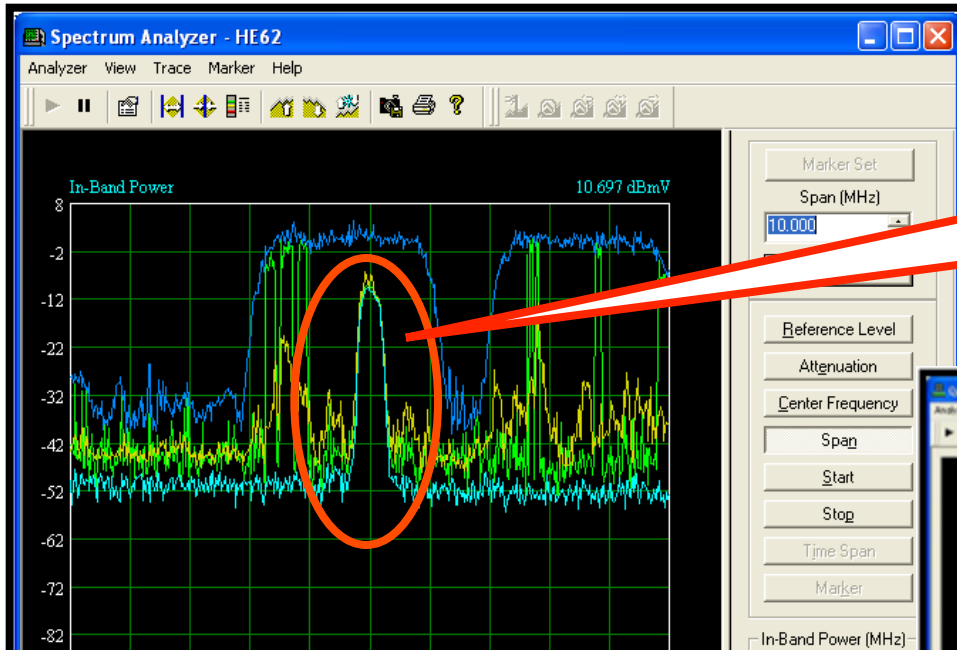 Spectrum Analyzer - HE62
Analyzer View Trace Marker Help
Marker Set
Span (MHz)
10.000
In-Band Power 10.697 dBmV
8
-2
-12
-22
-32
-42
-52
-62
-72
-82
Reference Level
Attenuation
Center Frequency
Span
Start
Stop
Time Span
Marker
In-Band Power (MHz)